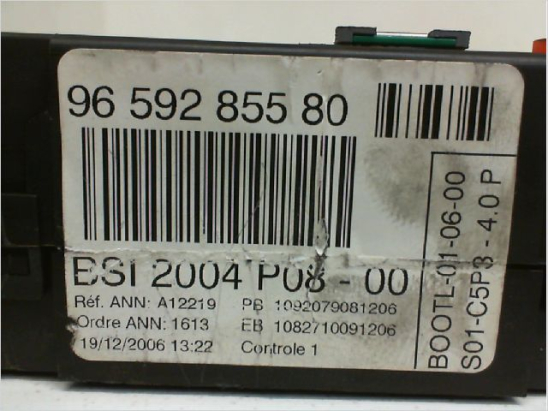 96 592 855 80
BSI 2004 P08 - 00
Réf. ANN: A12219 PB 1092079081206
Ordre ANN: 1613 EB 1082710091206
19/12/2006 13:22 Controle 1
BOOTL-01-06-00
S01-C5P3 - 4.0 P